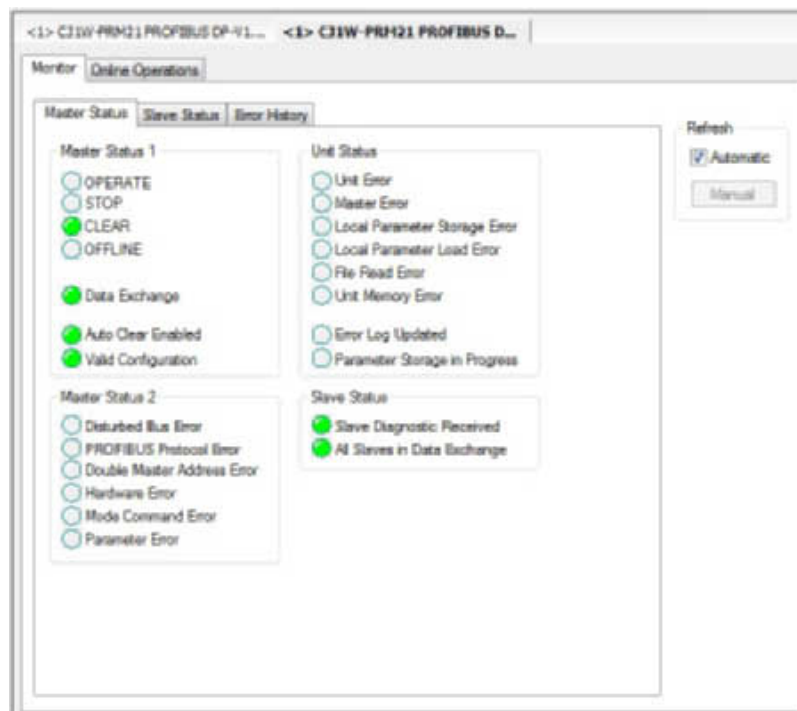 <1> CJ1W-PRM21 PROFIBUS DP-V1... <1> CJ1W-PRM21 PROFIBUS D...
Monitor Online Operations
Master Status Slave Status Error History
Refresh
Automatic
Manual
Master Status 1
OPERATE
STOP
CLEAR
OFFLINE
Data Exchange
Auto Clear Enabled
Valid Configuration
Unit Status
Unit Error
Master Error
Local Parameter Storage Error
Local Parameter Load Error
File Read Error
Unit Memory Error
Error Log Updated
Parameter Storage in Progress
Master Status 2
Disturbed Bus Error
PROFIBUS Protocol Error
Double Master Address Error
Hardware Error
Mode Command Error
Parameter Error
Slave Status
Slave Diagnostic Received
All Slaves in Data Exchange